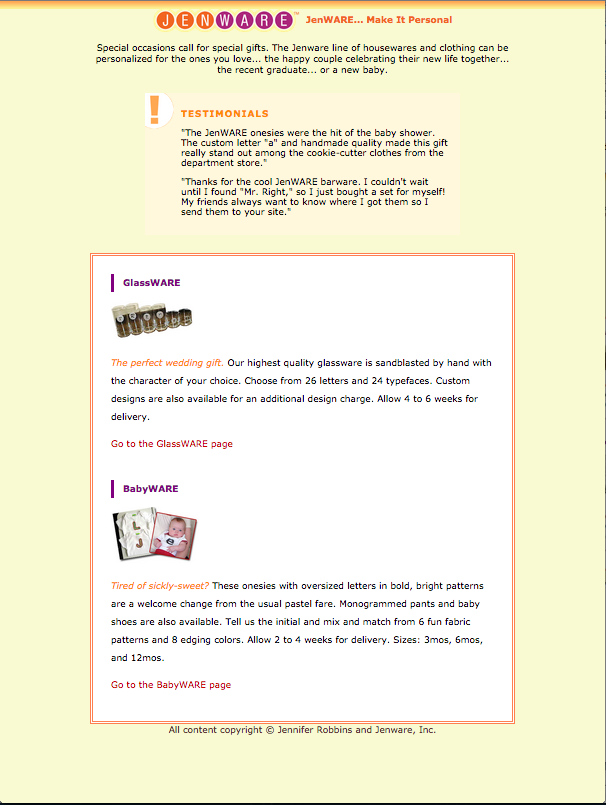 JENWARE™ JenWARE... Make It Personal
Special occasions call for special gifts. The Jenware line of housewares and clothing can be
personalized for the ones you love... the happy couple celebrating their new life together...
the recent graduate... or a new baby.
!
TESTIMONIALS
"The JenWARE onesies were the hit of the baby shower.
The custom letter "a" and handmade quality made this gift
really stand out among the cookie-cutter clothes from the
department store."
"Thanks for the cool JenWARE barware. I couldn't wait
until I found "Mr. Right," so I just bought a set for myself!
My friends always want to know where I got them so I
send them to your site."
GlassWARE
The perfect wedding gift. Our highest quality glassware is sandblasted by hand with
the character of your choice. Choose from 26 letters and 24 typefaces. Custom
designs are also available for an additional design charge. Allow 4 to 6 weeks for
delivery.
Go to the GlassWARE page
BabyWARE
L
J e
Tired of sickly-sweet? These onesies with oversized letters in bold, bright patterns
are a welcome change from the usual pastel fare. Monogrammed pants and baby
shoes are also available. Tell us the initial and mix and match from 6 fun fabric
patterns and 8 edging colors. Allow 2 to 4 weeks for delivery. Sizes: 3mos, 6mos,
and 12mos.
Go to the BabyWARE page
All content copyright © Jennifer Robbins and Jenware, Inc.